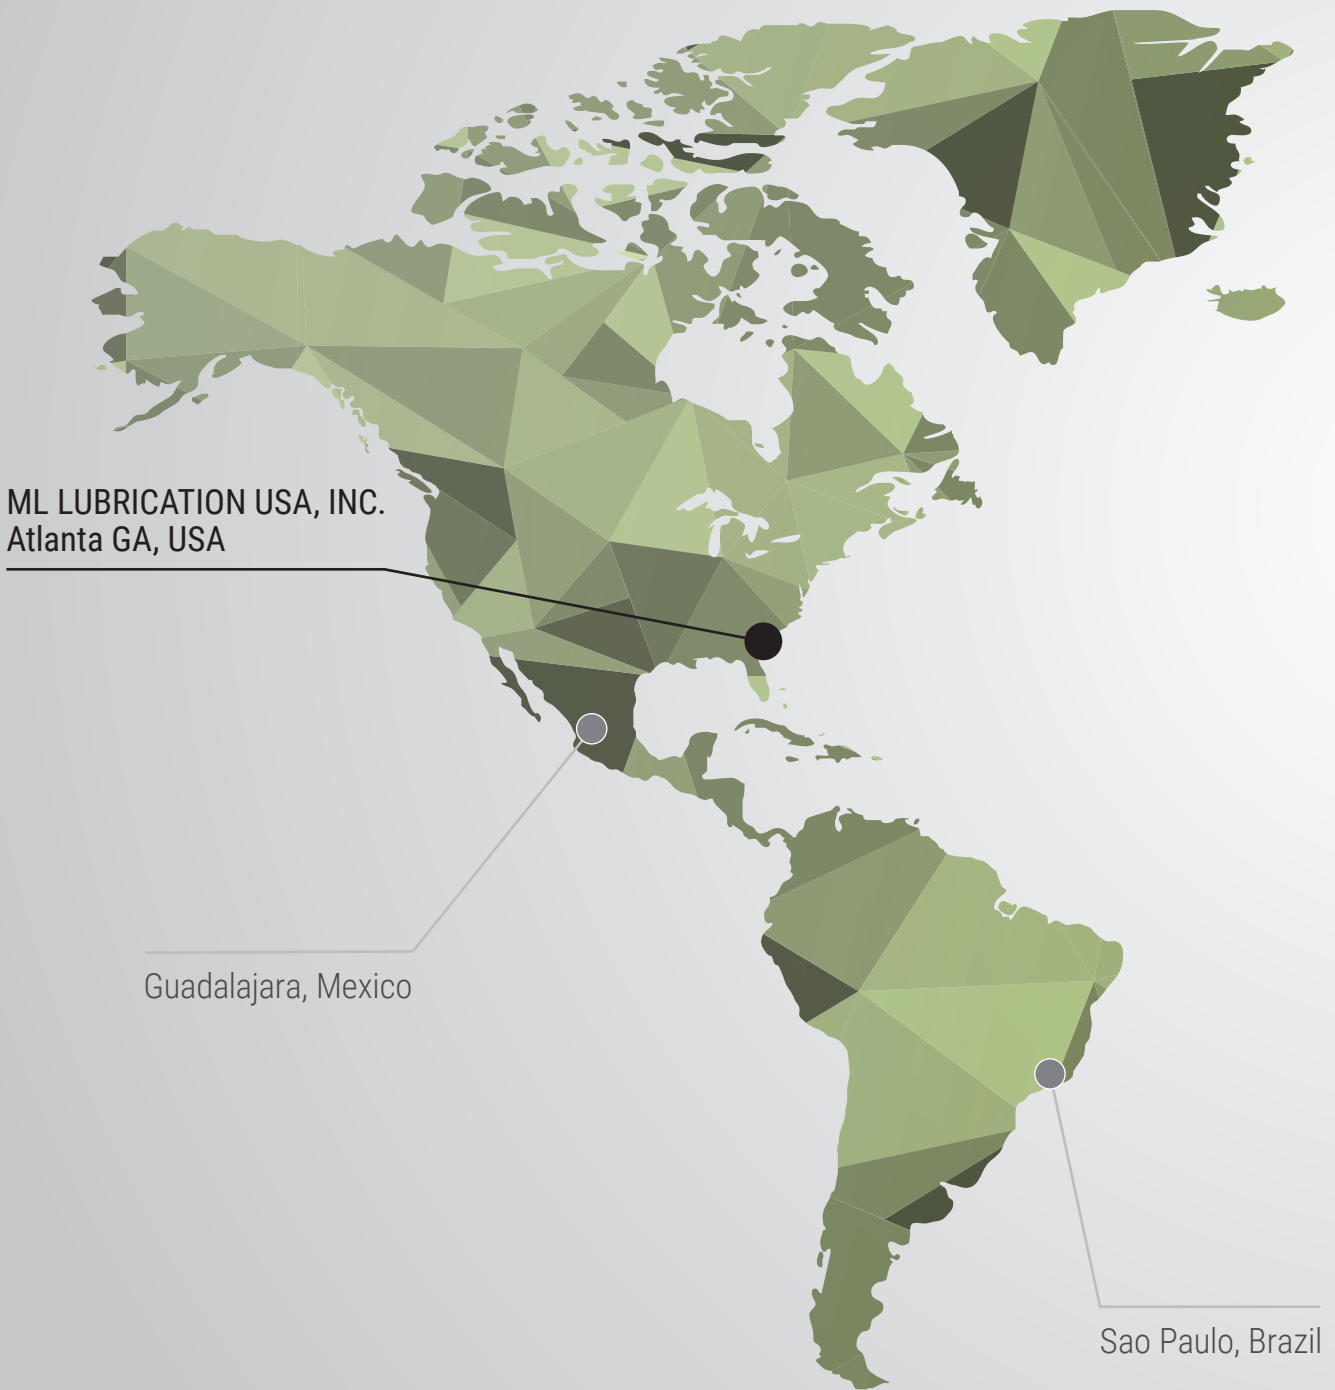 ML LUBRICATION USA, INC.
Atlanta GA, USA
Guadalajara, Mexico
Sao Paulo, Brazil